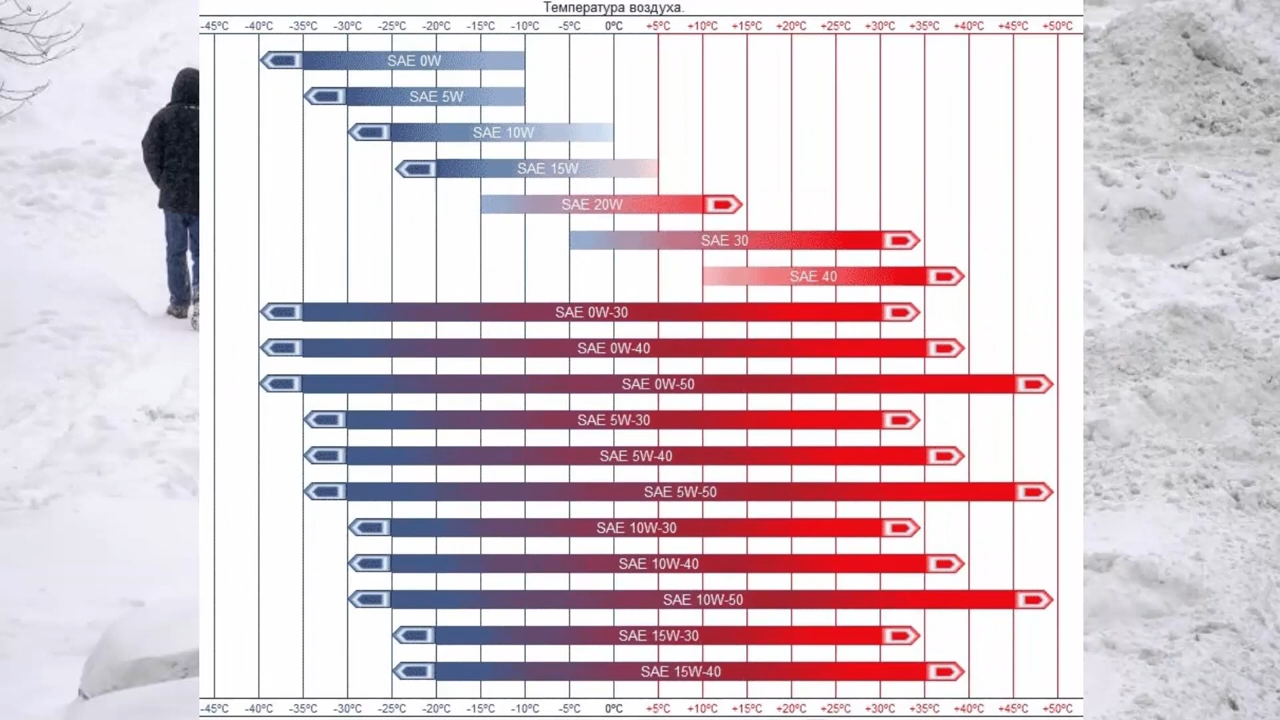 Температура воздуха.
-45°C -40°C -35°C -30°C -25°C -20°C -15°C -10°C -5°C 0°C +5°C +10°C +15°C +20°C +25°C +30°C +35°C +40°C +45°C +50°C
SAE 0W
SAE 5W
SAE 10W
SAE 15W
SAE 20W
SAE 30
SAE 40
SAE 0W-30
SAE 0W-40
SAE 0W-50
SAE 5W-30
SAE 5W-40
SAE 5W-50
SAE 10W-30
SAE 10W-40
SAE 10W-50
SAE 15W-30
SAE 15W-40
-45°C -40°C -35°C -30°C -25°C -20°C -15°C -10°C -5°C 0°C +5°C +10°C +15°C +20°C +25°C +30°C +35°C +40°C +45°C +50°C